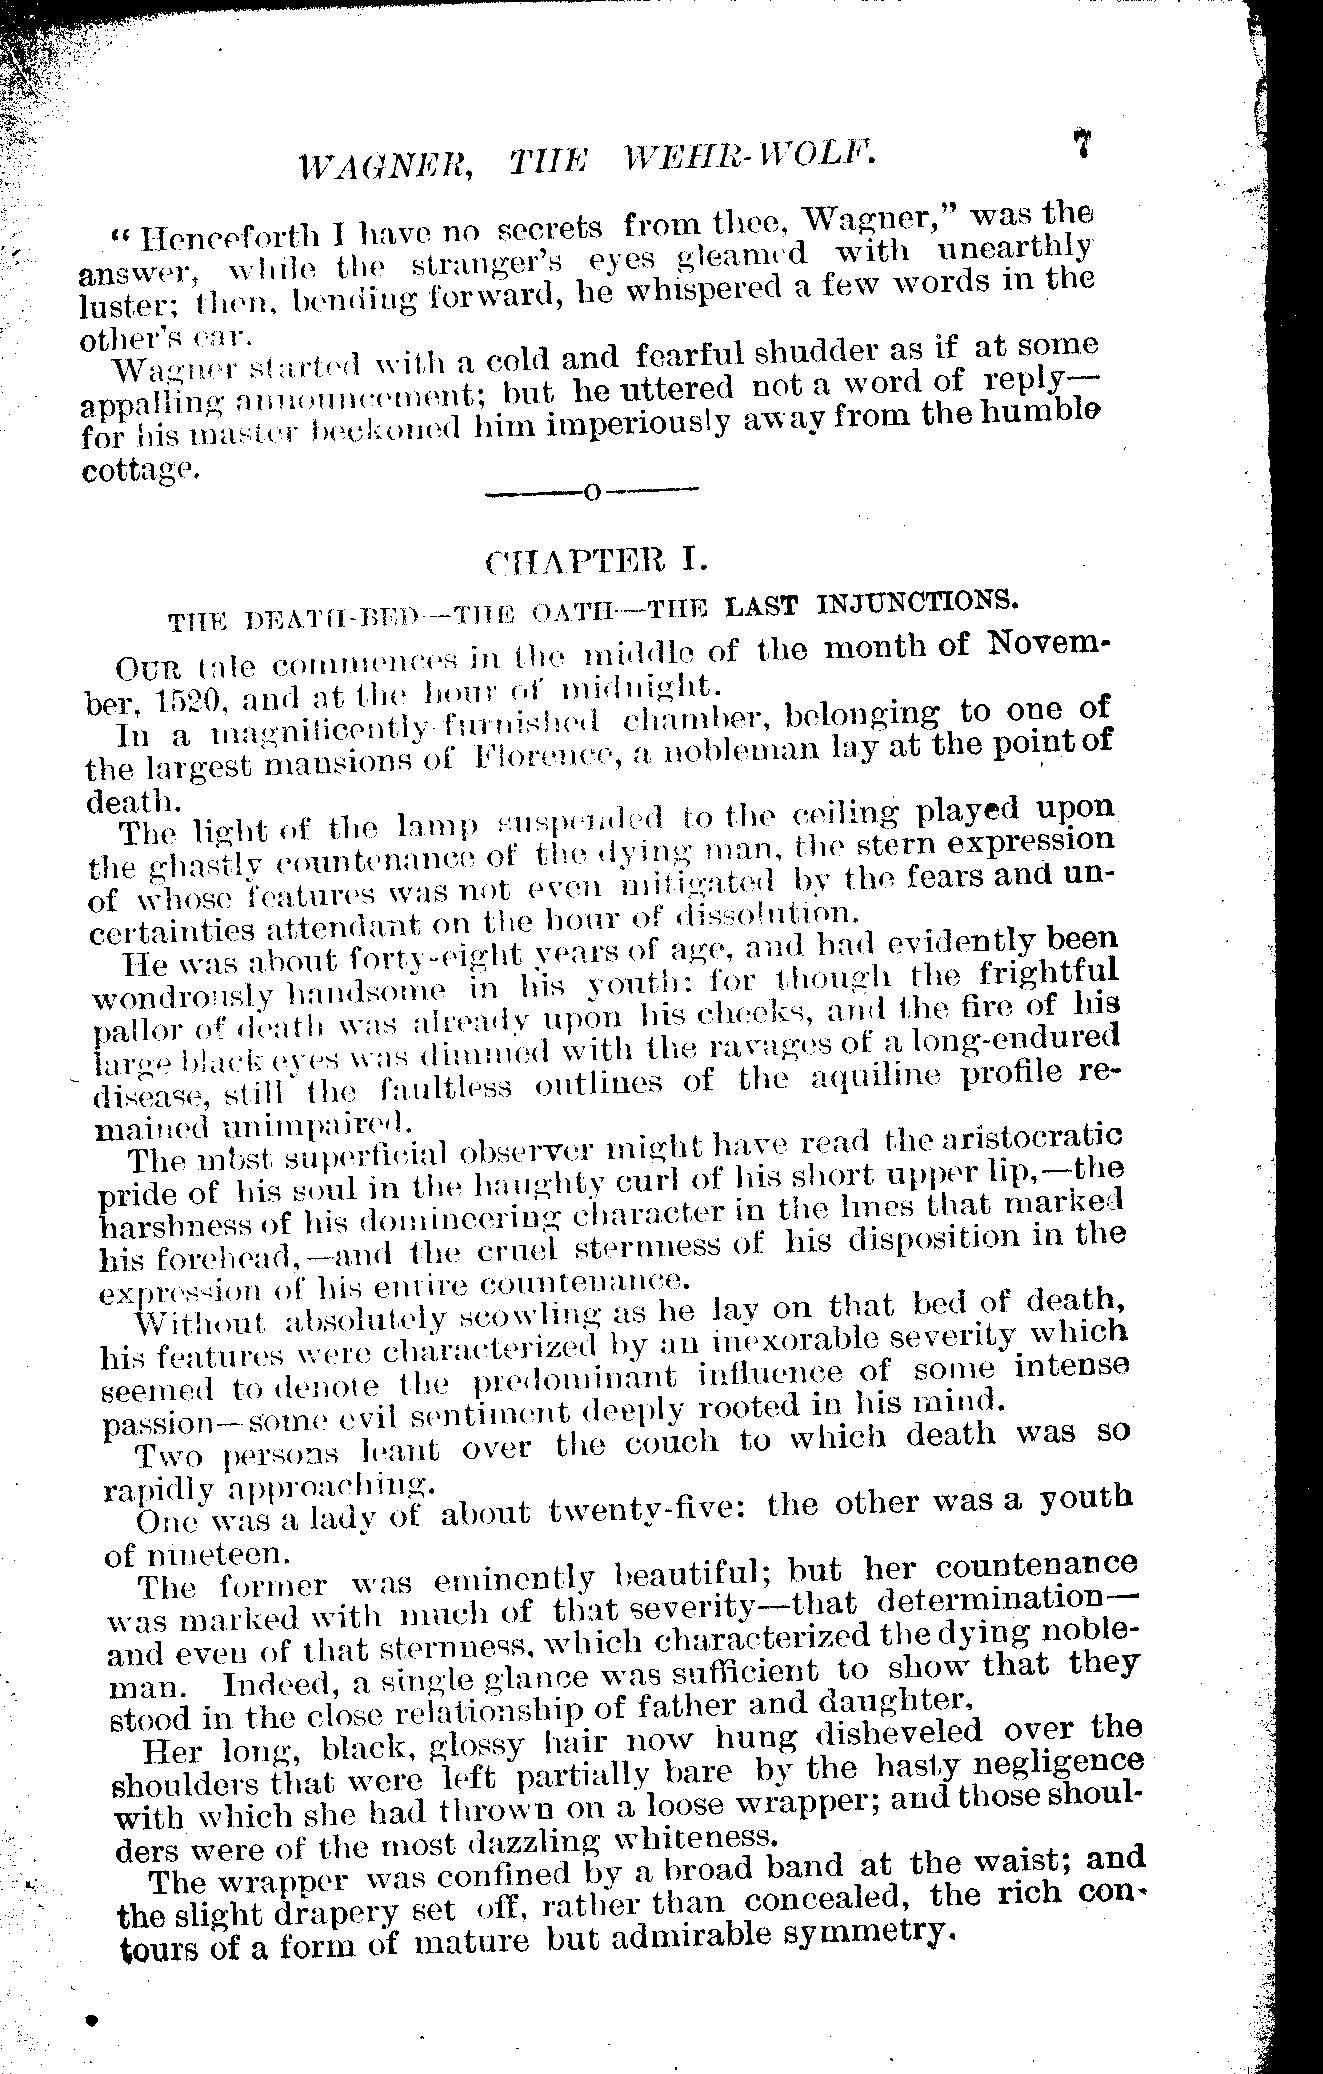 WAGNER, THE WEHR-WOLF. 7
“Henceforth I have no secrets from thee, Wagner,” was the
answer, while the stranger’s eyes gleamed with unearthly
luster; then, bending forward, he whispered a few words in the
other’s ear.
Wagner started with a cold and fearful shudder as if at some
appalling announcement; but he uttered not a word of reply—
for his master beckoned him imperiously away from the humble
cottage.
———o———
CHAPTER I.
THE DEATH-BED—THE OATH—THE LAST INJUNCTIONS.
OUR tale commences in the middle of the month of Novem-
ber, 1520, and at the hour of midnight.
In a magnificently furnished chamber, belonging to one of
the largest mansions of Florence, a nobleman lay at the point of
death.
The light of the lamp suspended to the ceiling played upon
the ghastly countenance of the dying man, the stern expression
of whose features was not even mitigated by the fears and un-
certainties attendant on the hour of dissolution.
He was about forty-eight years of age, and had evidently been
wondrously handsome in his youth: for though the frightful
pallor of death was already upon his cheeks, and the fire of his
large black eyes was dimmed with the ravages of a long-endured
disease, still the faultless outlines of the aquiline profile re-
mained unimpaired.
The most superficial observer might have read the aristocratic
pride of his soul in the haughty curl of his short upper lip,—the
harshness of his domineering character in the lines that marked
his forehead,—and the cruel sternness of his disposition in the
expression of his entire countenance.
Without absolutely scowling as he lay on that bed of death,
his features were characterized by an inexorable severity which
seemed to denote the predominant influence of some intense
passion—some evil sentiment deeply rooted in his mind.
Two persons leant over the couch to which death was so
rapidly approaching.
One was a lady of about twenty-five: the other was a youth
of nineteen.
The former was eminently beautiful; but her countenance
was marked with much of that severity—that determination—
and even of that sternness, which characterized the dying noble-
man. Indeed, a single glance was sufficient to show that they
stood in the close relationship of father and daughter,
Her long, black, glossy hair now hung disheveled over the
shoulders that were left partially bare by the hasty negligence
with which she had thrown on a loose wrapper; and those shoul-
ders were of the most dazzling whiteness.
The wrapper was confined by a broad band at the waist; and
the slight drapery set off, rather than concealed, the rich con-
tours of a form of mature but admirable symmetry.